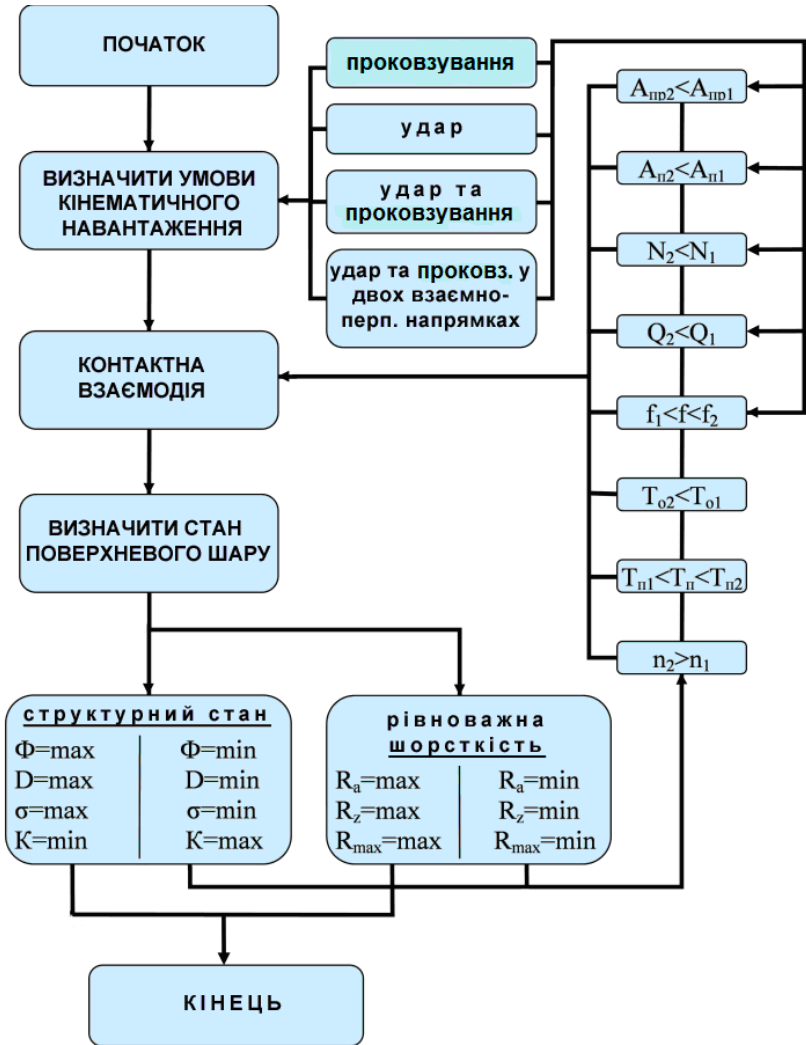 ПОЧАТОК
ВИЗНАЧИТИ УМОВИ
КІНЕМАТИЧНОГО
НАВАНТАЖЕННЯ
проковзування
удар
удар та
проковзування
удар та проковз. у
двох взаємно-
перп. напрямках
КОНТАКТНА
ВЗАЄМОДІЯ
ВИЗНАЧИТИ СТАН
ПОВЕРХНЕВОГО ШАРУ
Aпр2<Aпр1
Aп2<Aп1
N2<N1
Q2<Q1
f1<f<f2
Tо2<Tо1
Tп1<Tп<Tп2
n2>n1
структурний стан
Ф=max Ф=min
D=max D=min
σ=max σ=min
К=min К=max
рівноважна
шорсткість
Ra=max Ra=min
Rz=max Rz=min
Rmax=max Rmax=min
КІНЕЦЬ